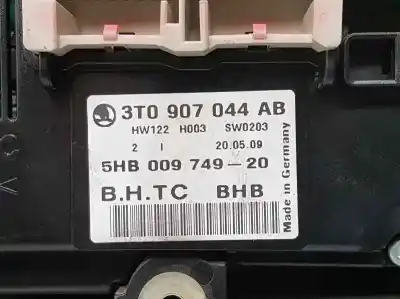 3T0 907 044 AB
HW122 H003 SW0203
2 I 20.05.09
5HB 009 749-20
B.H.TC BHB
Made in Germany